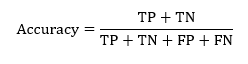 Accuracy = (TP + TN) / (TP + TN + FP + FN)